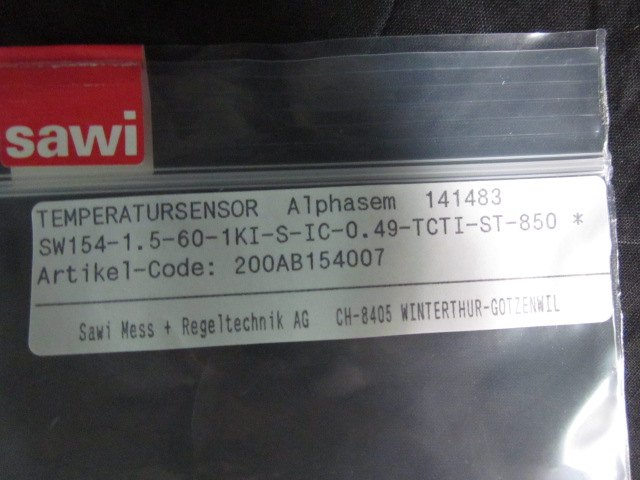 sawi
TEMPERATURSENSOR Alphasem 141483
SW154-1.5-60-1KI-S-IC-0.49-TCTI-ST-850 *
Artikel-Code: 200AB154007
Sawi Mess + Regeltechnik AG CH-8405 WINTERTHUR-GOTZENWIL